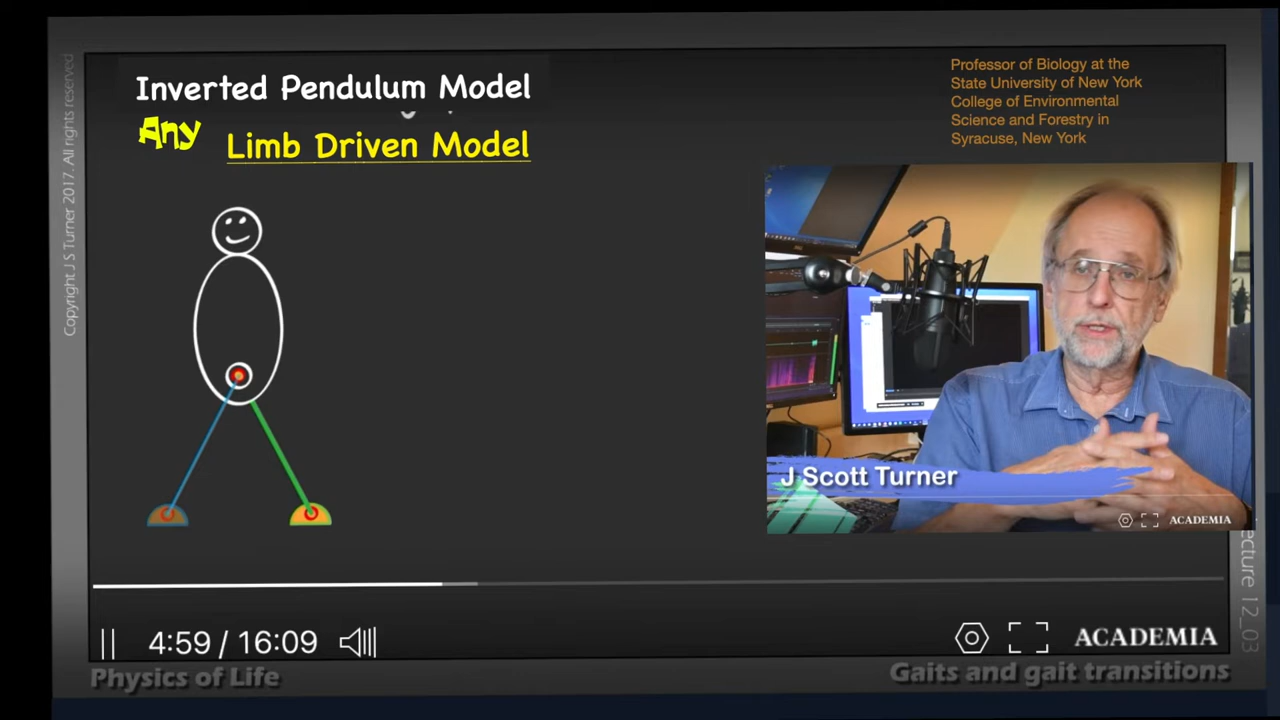 Inverted Pendulum Model
Any Limb Driven Model
Professor of Biology at the
State University of New York
College of Environmental
Science and Forestry in
Syracuse, New York
Copyright J S Turner 2017. All rights reserved
J Scott Turner
ACADEMIA
4:59 / 16:09
ACADEMIA
ecture 12_03
Physics of Life
Gaits and gait transitions